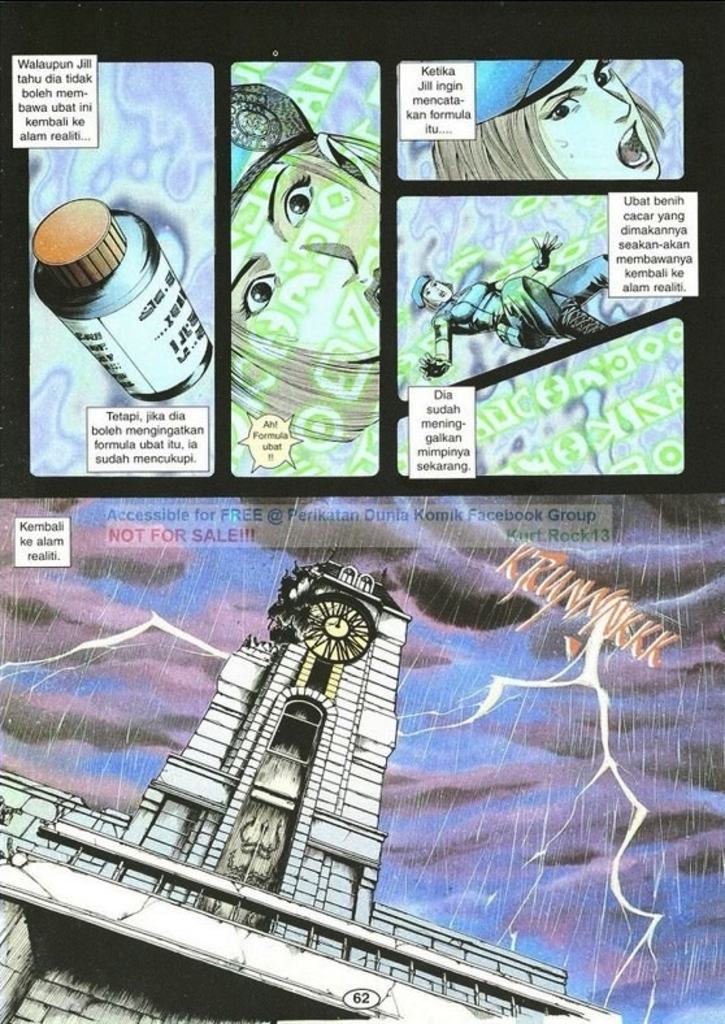 Walaupun Jill
tahu dia tidak
boleh mem-
bawa ubat ini
kembali ke
alam realiti...
Tetapi, jika dia
boleh mengingatkan
formula ubat itu, ia
sudah mencukupi.
Ah!
Formula
ubat
!!
Ketika
Jill ingin
mencata-
kan formula
itu....
Ubat benih
cacar yang
dimakannya
seakan-akan
membawanya
kembali ke
alam realiti.
Dia
sudah
mening-
galkan
mimpinya
sekarang.
Kembali
ke alam
realiti.
Accessible for FREE @ Perikatan Dunia Komik Facebook Group
NOT FOR SALE!!! Kurt.Rock13
62